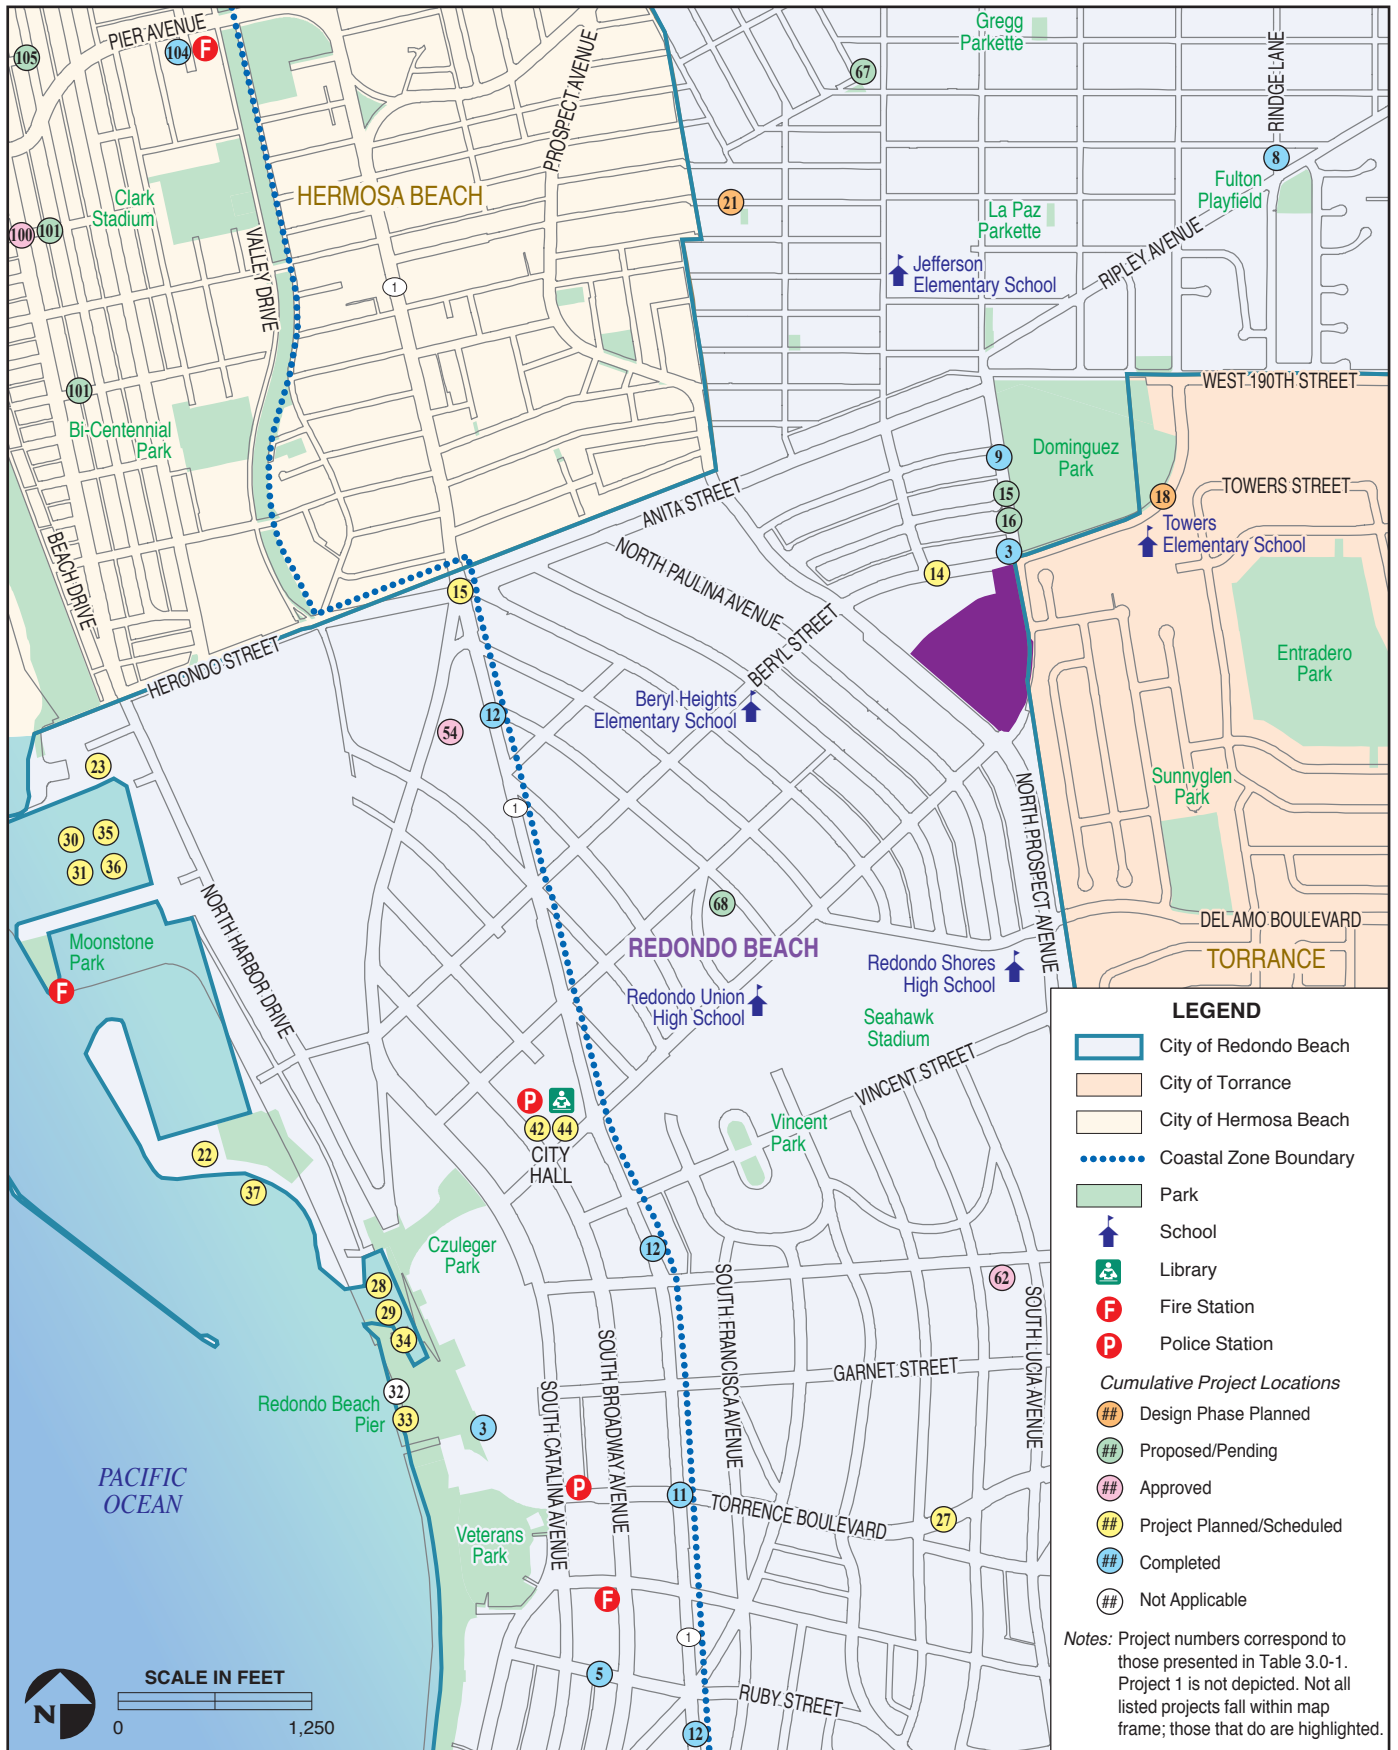 PIER AVENUE
105
104
F
PROSPECT AVENUE
67
Gregg
Parkette
RINDGE LANE
8
Fulton
Playfield
HERMOSA BEACH
Clark
Stadium
100
101
VALLEY DRIVE
1
21
La Paz
Parkette
RIPLEY AVENUE
Jefferson
Elementary School
101
Bi-Centennial
Park
WEST 190TH STREET
Dominguez
Park
9
15
16
3
18
TOWERS STREET
Towers
Elementary School
ANITA STREET
BEACH DRIVE
NORTH PAULINA AVENUE
14
15
BERYL STREET
HERONDO STREET
Entradero
Park
Beryl Heights
Elementary School
12
54
23
Sunnyglen
Park
1
NORTH PROSPECT AVENUE
30
35
31
36
NORTH HARBOR DRIVE
68
DEL AMO BOULEVARD
TORRANCE
REDONDO BEACH
Moonstone
Park
F
Redondo Shores
High School
Redondo Union
High School
Seahawk
Stadium
VINCENT STREET
P
42
44
CITY
HALL
Vincent
Park
22
37
Czuleger
Park
12
28
29
34
62
SOUTH FRANCISCA AVENUE
SOUTH LUCIA AVENUE
SOUTH BROADWAY AVENUE
SOUTH CATALINA AVENUE
GARNET STREET
32
33
Redondo Beach
Pier
3
PACIFIC
OCEAN
P
11
TORRENCE BOULEVARD
27
Veterans
Park
F
1
5
RUBY STREET
12
N
SCALE IN FEET
0
1,250
LEGEND
City of Redondo Beach
City of Torrance
City of Hermosa Beach
Coastal Zone Boundary
Park
School
Library
F Fire Station
P Police Station
Cumulative Project Locations
## Design Phase Planned
## Proposed/Pending
## Approved
## Project Planned/Scheduled
## Completed
## Not Applicable
Notes: Project numbers correspond to
those presented in Table 3.0-1.
Project 1 is not depicted. Not all
listed projects fall within map
frame; those that do are highlighted.